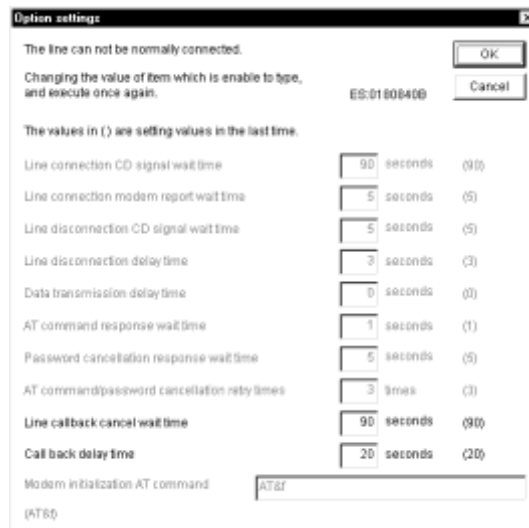 Option settings
The line can not be normally connected.
OK
Changing the value of item which is enable to type,
and execute once again.
ES:0180840B
Cancel
The values in ( ) are setting values in the last time.
Line connection CD signal wait time 90 seconds (90)
Line connection modem report wait time 5 seconds (5)
Line disconnection CD signal wait time 5 seconds (5)
Line disconnection delay time 3 seconds (3)
Data transmission delay time 0 seconds (0)
AT command response wait time 1 seconds (1)
Password cancellation response wait time 5 seconds (5)
AT command/password cancellation retry times 3 times (3)
Line callback cancel wait time 90 seconds (90)
Call back delay time 20 seconds (20)
Modem initialization AT command AT&f
(AT&f)